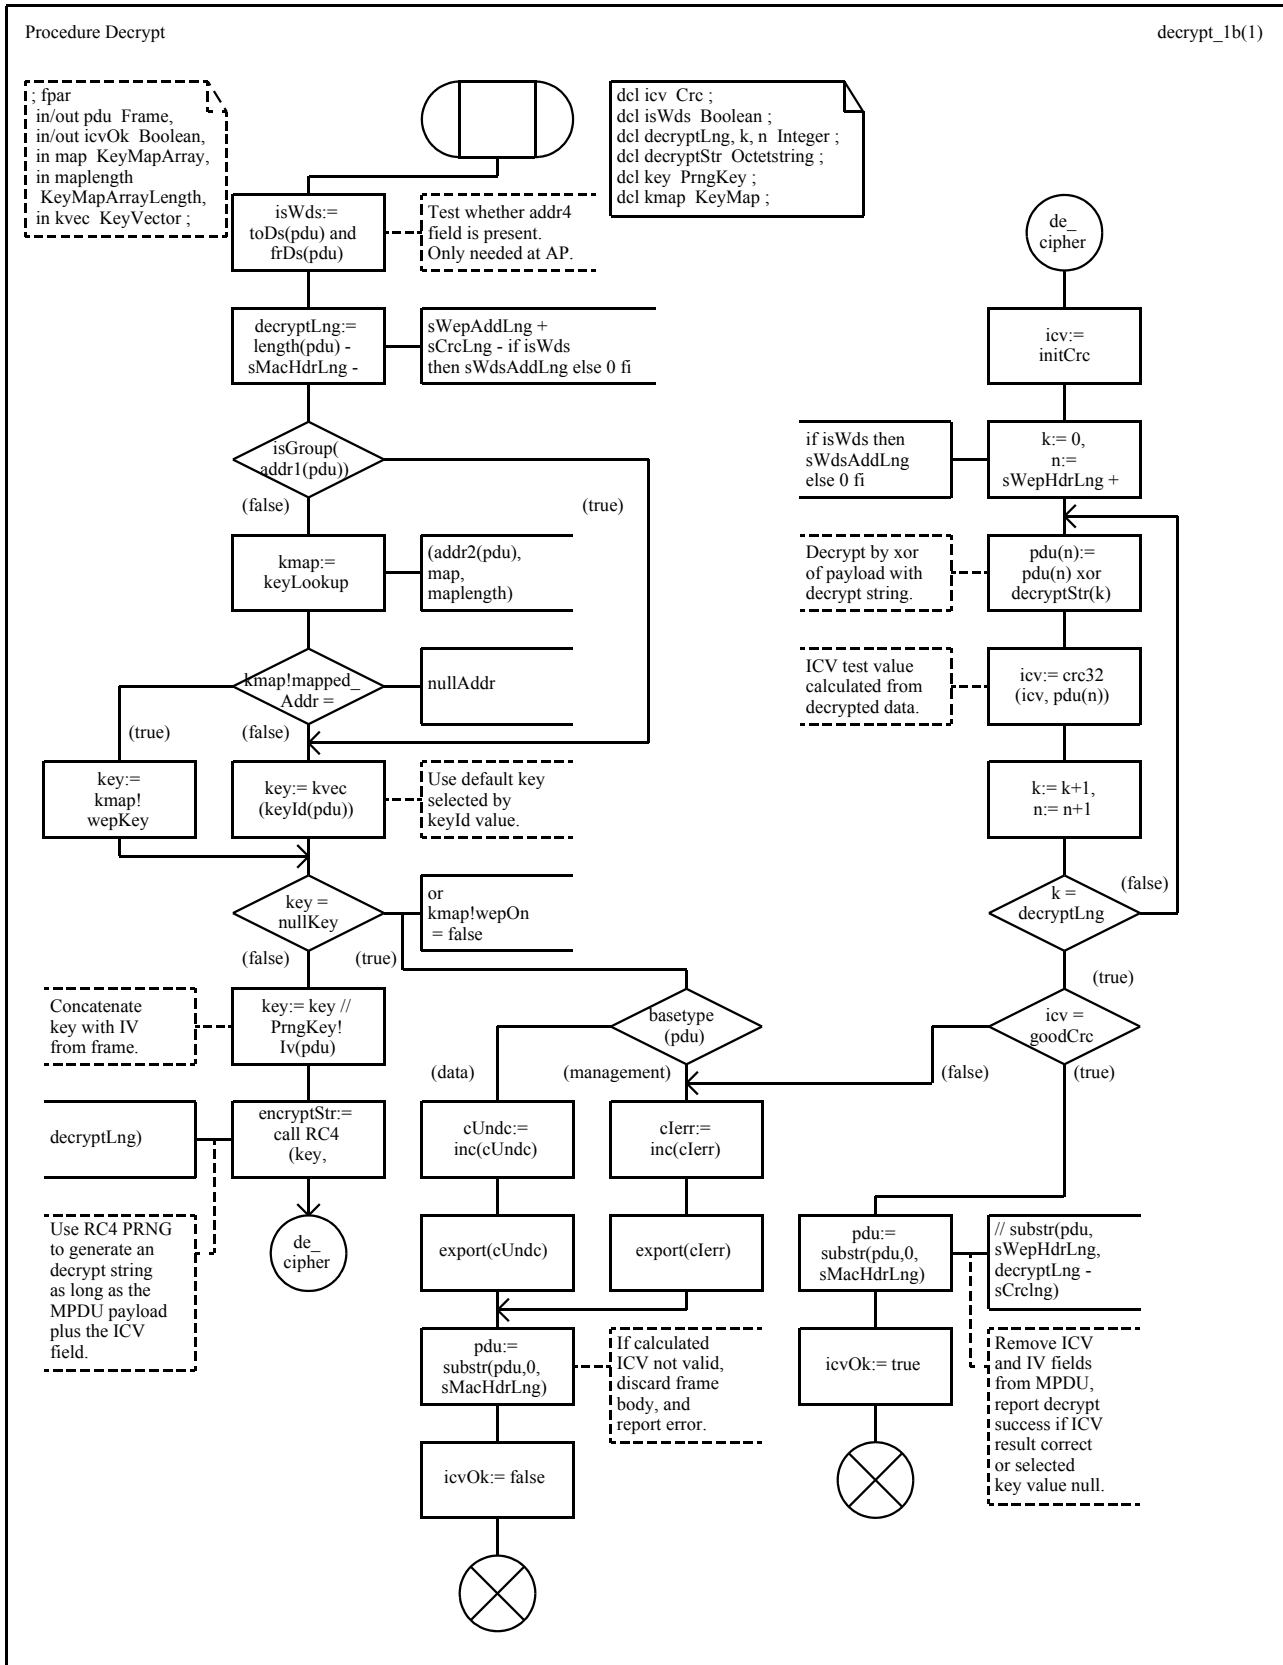 Procedure Decrypt
decrypt_1b(1)
; fpar
in/out pdu Frame,
in/out icvOk Boolean,
in map KeyMapArray,
in maplength
KeyMapArrayLength,
in kvec KeyVector ;
dcl icv Crc ;
dcl isWds Boolean ;
dcl decryptLng, k, n Integer ;
dcl decryptStr Octetstring ;
dcl key PrngKey ;
dcl kmap KeyMap ;
isWds:=
toDs(pdu) and
frDs(pdu)
Test whether addr4
field is present.
Only needed at AP.
decryptLng:=
length(pdu) -
sMacHdrLng -
sWepAddLng +
sCrcLng - if isWds
then sWdsAddLng else 0 fi
isGroup(
addr1(pdu))
(false)
(true)
kmap:=
keyLookup
(addr2(pdu),
map,
maplength)
kmap!mapped_
Addr =
nullAddr
(true)
(false)
key:=
kmap!
wepKey
key:= kvec
(keyId(pdu))
Use default key
selected by
keyId value.
key =
nullKey
or
kmap!wepOn
= false
(false)
(true)
Concatenate
key with IV
from frame.
key:= key //
PrngKey!
Iv(pdu)
decryptLng)
encryptStr:=
call RC4
(key,
Use RC4 PRNG
to generate an
decrypt string
as long as the
MPDU payload
plus the ICV
field.
de_
cipher
basetype
(pdu)
(data)
(management)
cUndc:=
inc(cUndc)
cIerr:=
inc(cIerr)
export(cUndc)
export(cIerr)
pdu:=
substr(pdu,0,
sMacHdrLng)
If calculated
ICV not valid,
discard frame
body, and
report error.
icvOk:= false
de_
cipher
icv:=
initCrc
if isWds then
sWdsAddLng
else 0 fi
k:= 0,
n:=
sWepHdrLng +
Decrypt by xor
of payload with
decrypt string.
pdu(n):=
pdu(n) xor
decryptStr(k)
ICV test value
calculated from
decrypted data.
icv:= crc32
(icv, pdu(n))
k:= k+1,
n:= n+1
k =
decryptLng
(false)
(true)
icv =
goodCrc
(false)
(true)
pdu:=
substr(pdu,0,
sMacHdrLng)
// substr(pdu,
sWepHdrLng,
decryptLng -
sCrclng)
icvOk:= true
Remove ICV
and IV fields
from MPDU,
report decrypt
success if ICV
result correct
or selected
key value null.